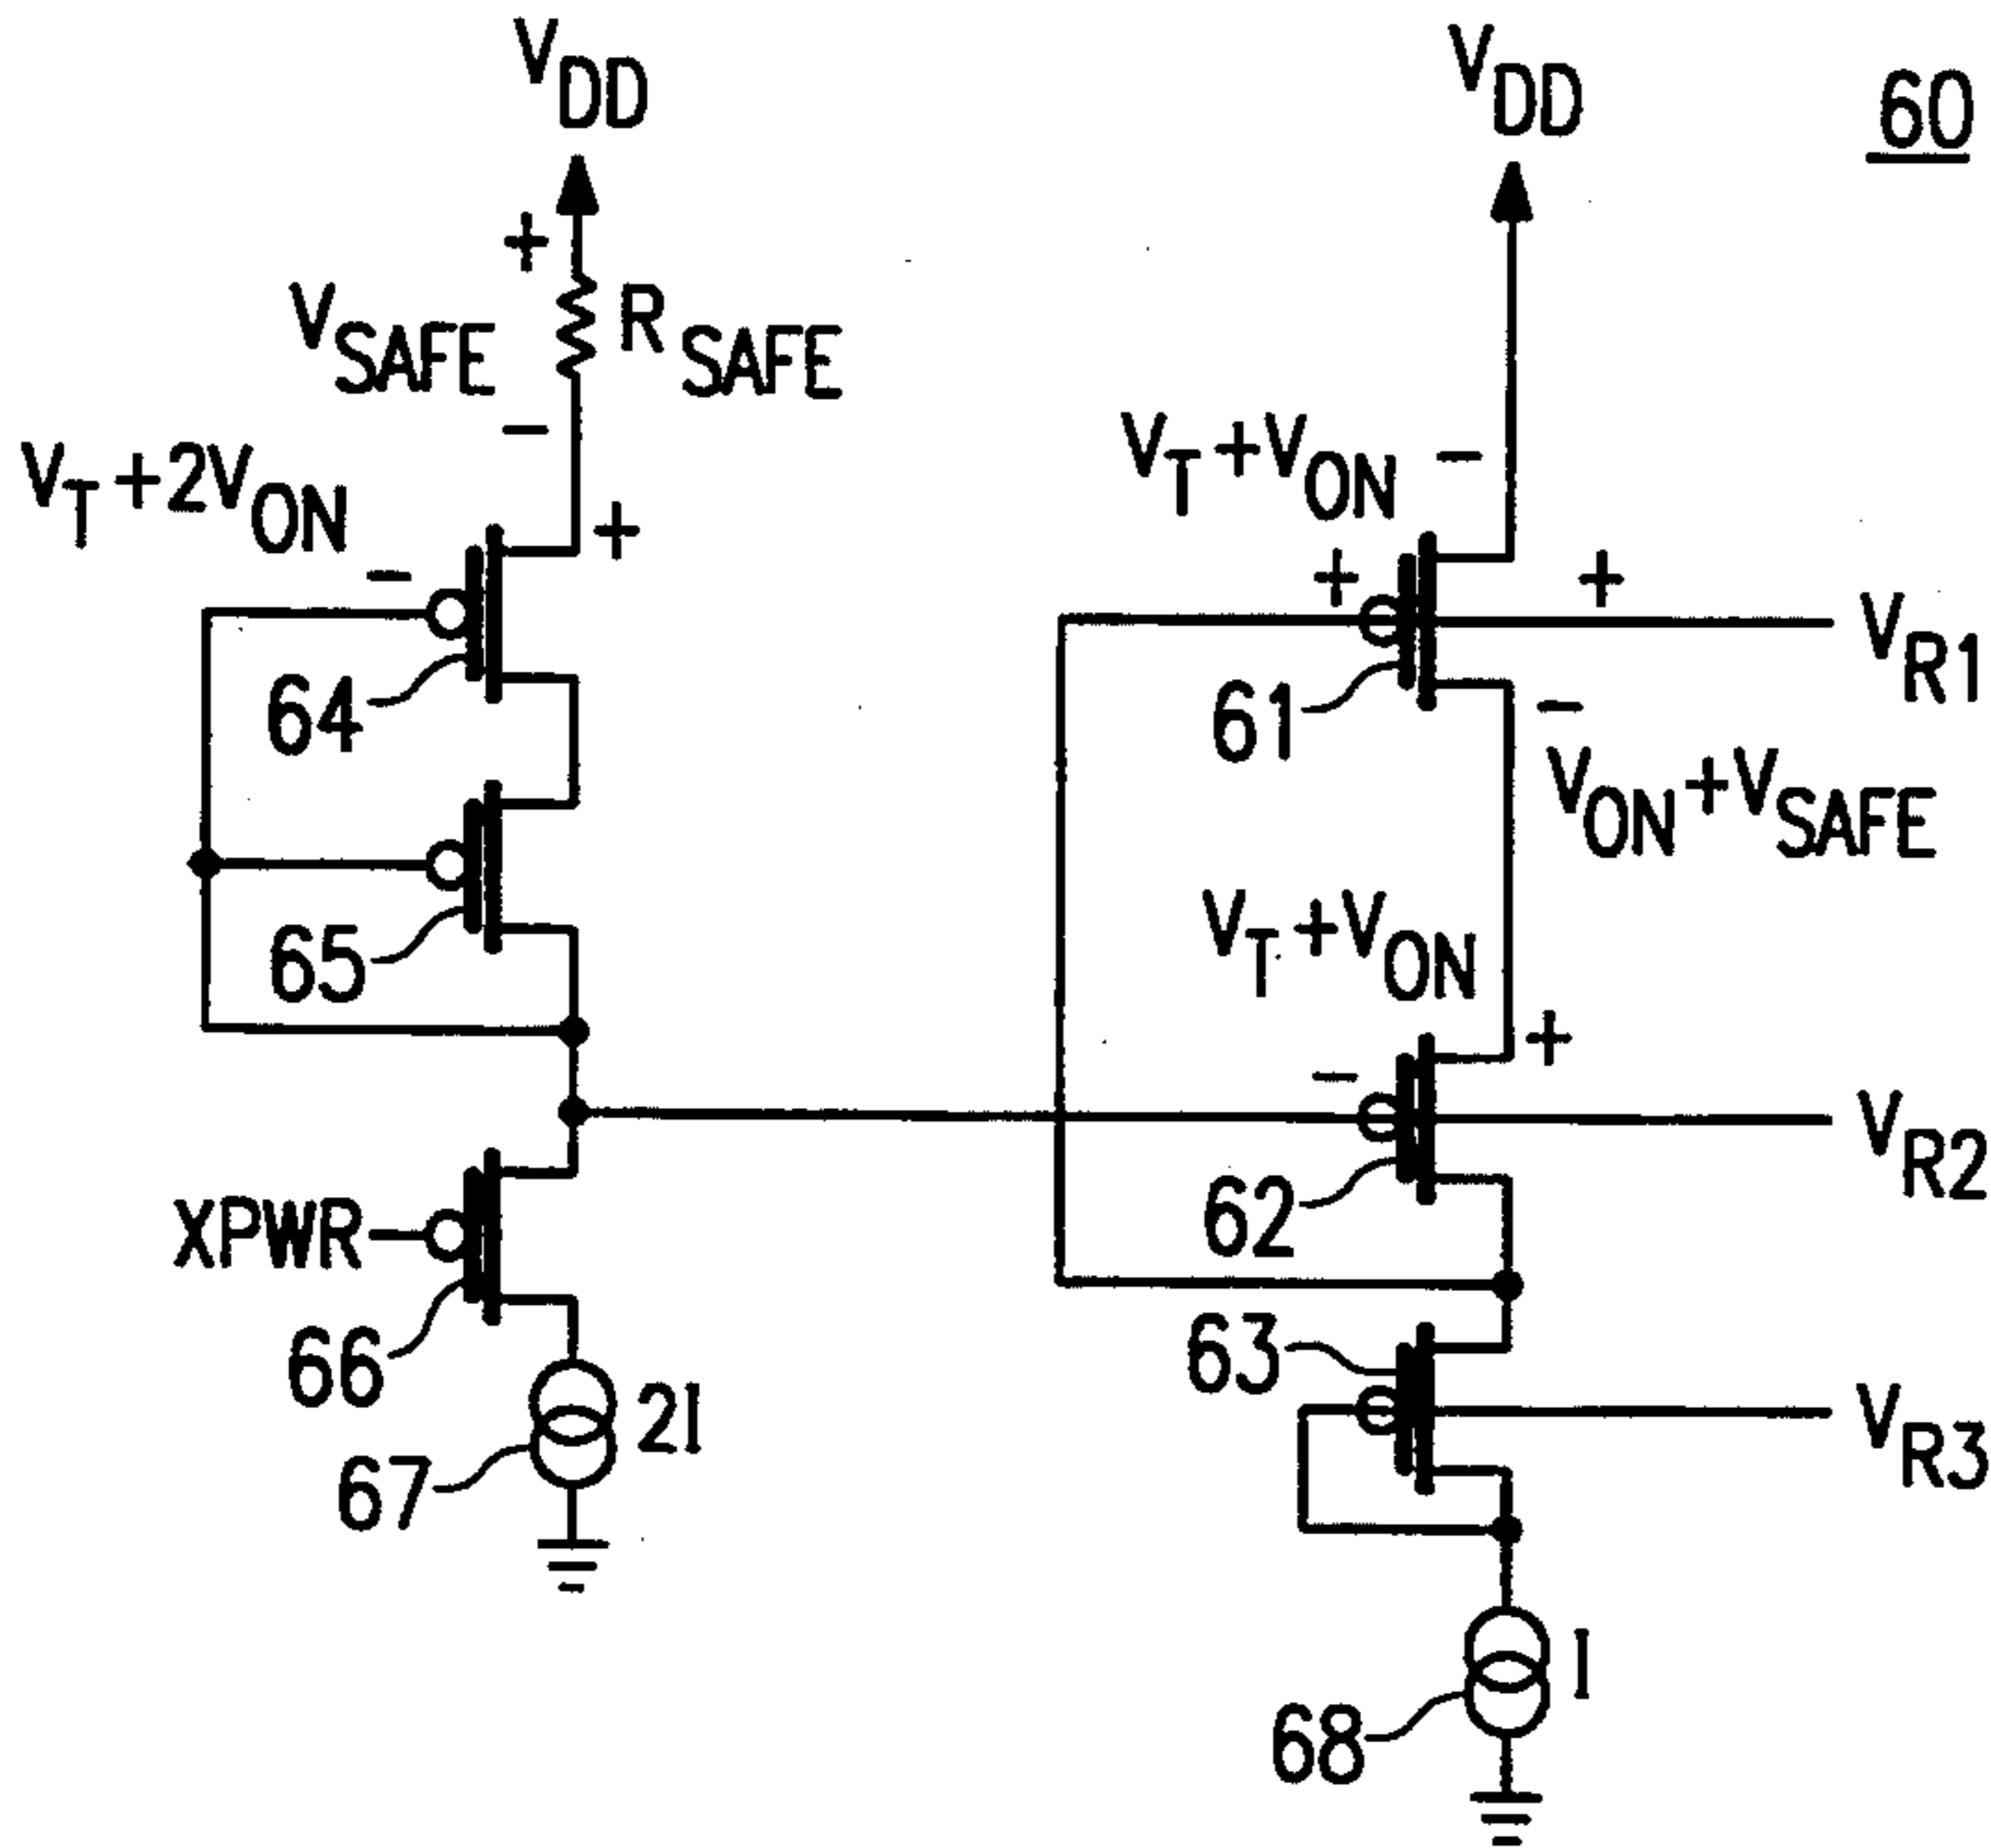 V_DD
V_DD
60
+
V_SAFE
R_SAFE
-
V_T+2V_ON
-
+
V_T+V_ON
-
+
+
V_R1
64
61
-
V_ON+V_SAFE
65
V_T+V_ON
+
-
V_R2
62
XPWR
66
63
2I
V_R3
67
I
68